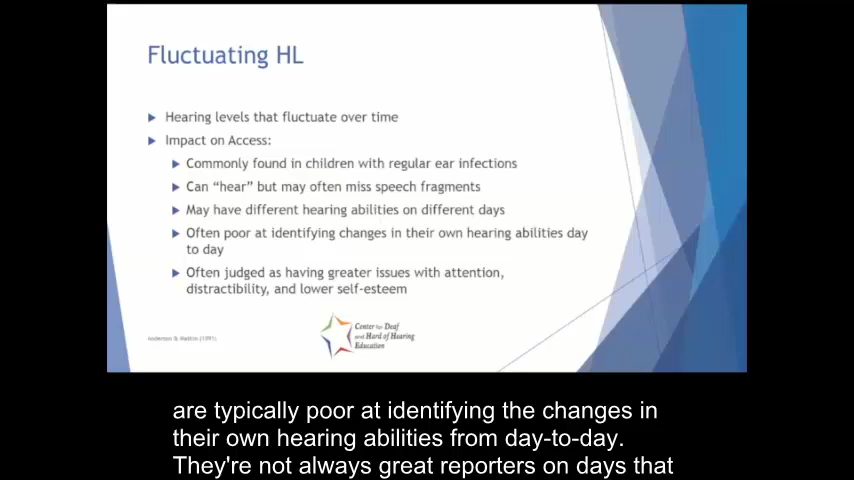 Fluctuating HL
Hearing levels that fluctuate over time
Impact on Access:
Commonly found in children with regular ear infections
Can “hear” but may often miss speech fragments
May have different hearing abilities on different days
Often poor at identifying changes in their own hearing abilities day
to day
Often judged as having greater issues with attention,
distractibility, and lower self-esteem
Center for Deaf
and Hard of Hearing
Education
are typically poor at identifying the changes in
their own hearing abilities from day-to-day.
They're not always great reporters on days that